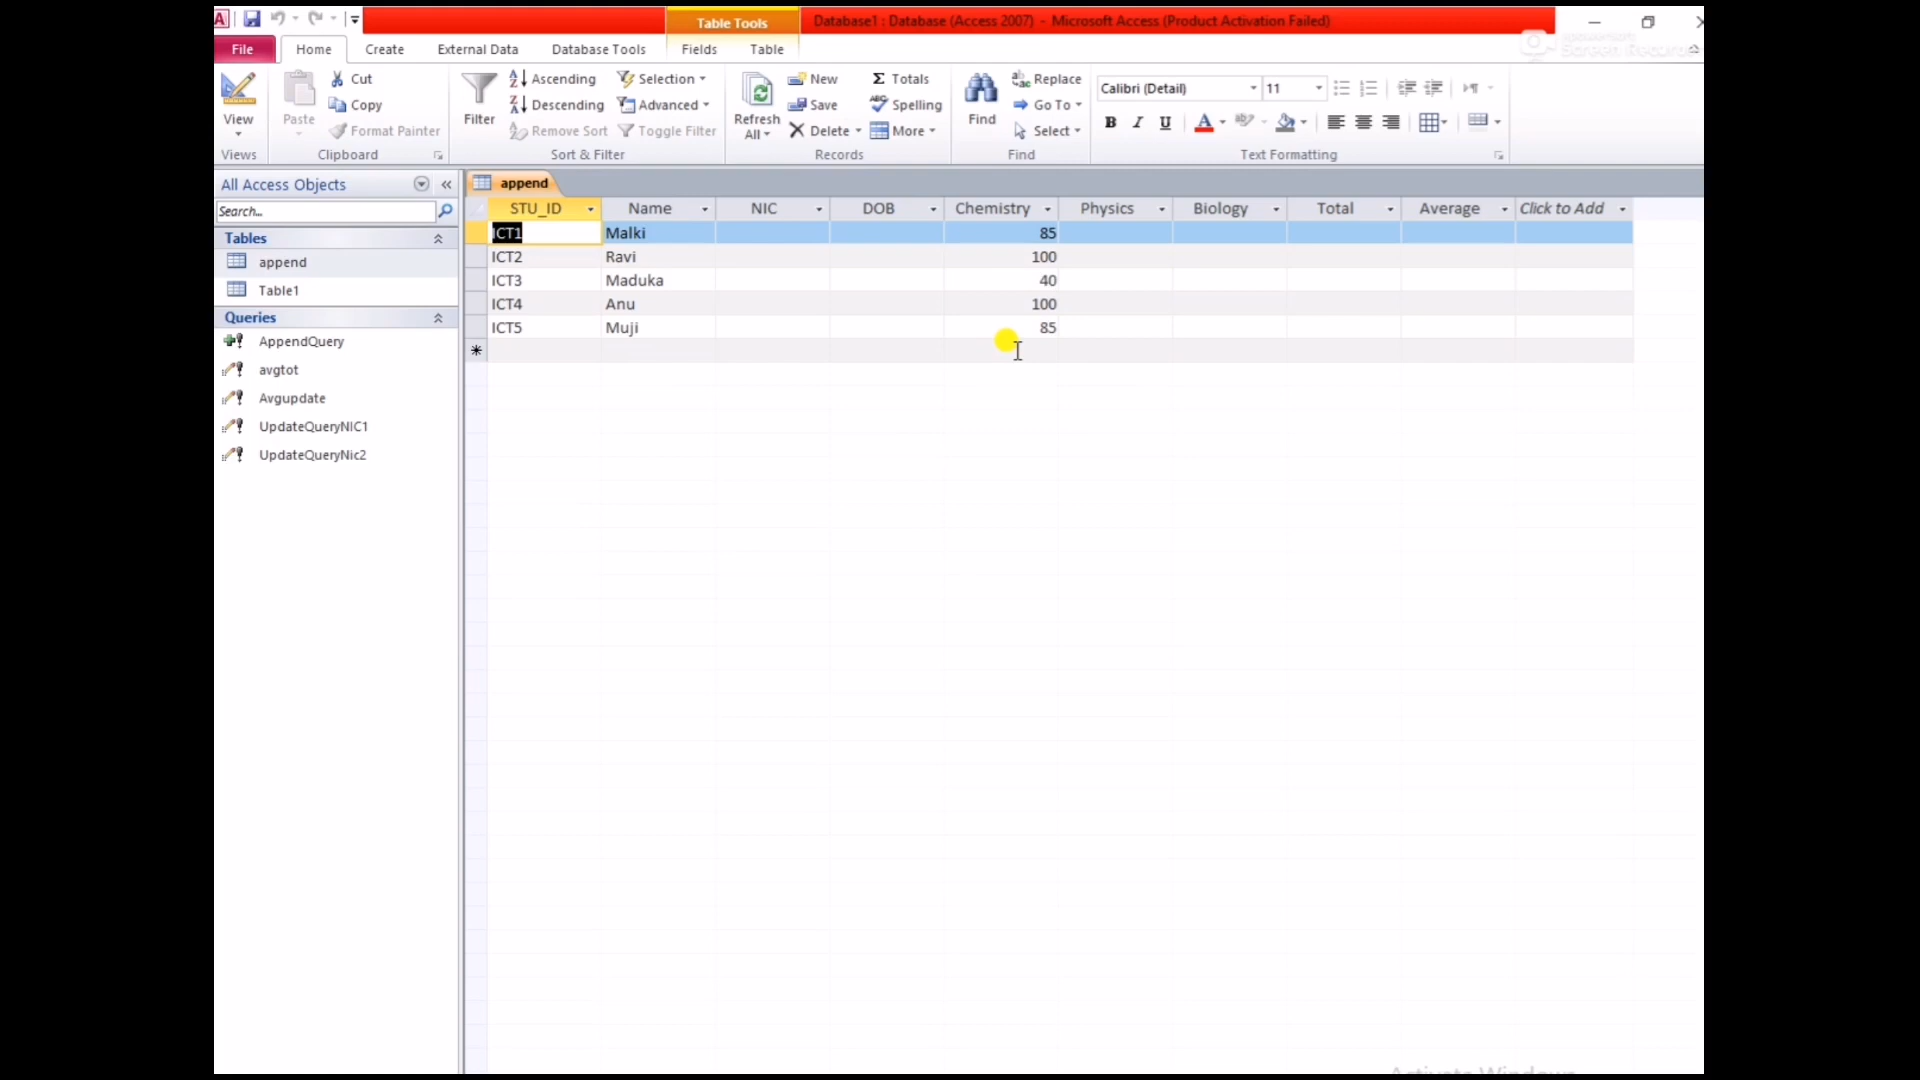 Table Tools Database1 : Database (Access 2007) - Microsoft Access (Product Activation Failed)
File Home Create External Data Database Tools Fields Table
Screen Recorder
View Paste Cut Copy Format Painter
Filter Ascending Descending Remove Sort Selection Advanced Toggle Filter
Refresh All New Save Delete Totals Spelling More
Find Replace Go To Select
Calibri (Detail) 11
B I U A
Views Clipboard Sort & Filter Records Find Text Formatting
All Access Objects
Search...
Tables
append
Table1
Queries
AppendQuery
avgtot
Avgupdate
UpdateQueryNIC1
UpdateQueryNic2
append
STU_ID Name NIC DOB Chemistry Physics Biology Total Average Click to Add
ICT1 Malki 85
ICT2 Ravi 100
ICT3 Maduka 40
ICT4 Anu 100
ICT5 Muji 85